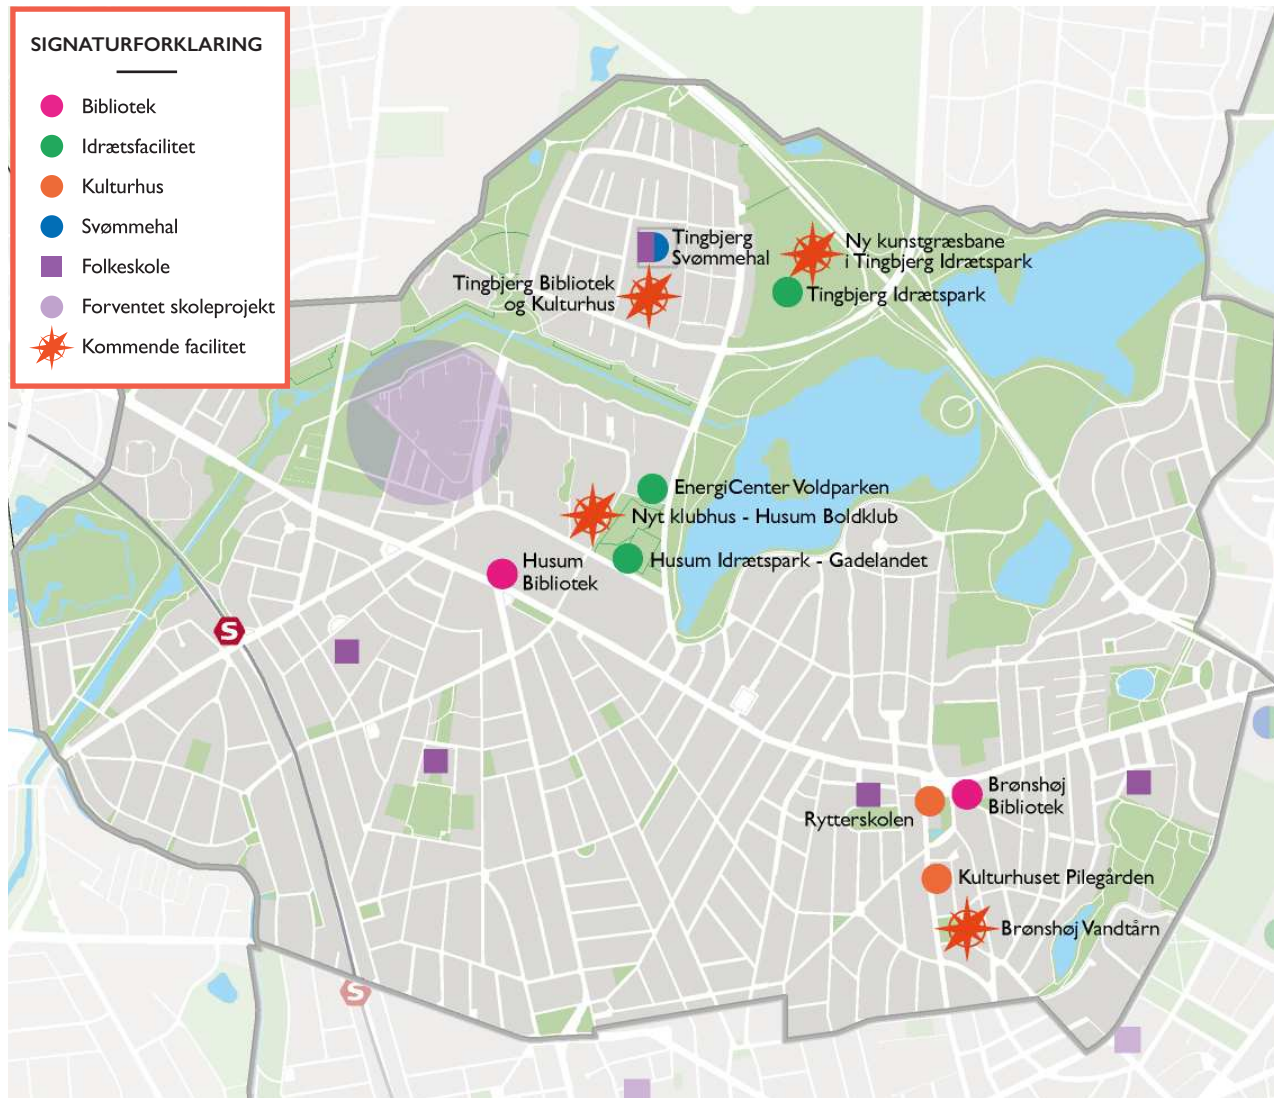 SIGNATURFORKLARING
Bibliotek
Idrætsfacilitet
Kulturhus
Svømmehal
Folkeskole
Forventet skoleprojekt
Kommende facilitet
Tingbjerg
Svømmehal
Ny kunstgræsbane
i Tingbjerg Idrætspark
Tingbjerg Bibliotek
og Kulturhus
Tingbjerg Idrætspark
EnergiCenter Voldparken
Nyt klubhus - Husum Boldklub
Husum Idrætspark - Gadelandet
Husum
Bibliotek
S
Brønshøj
Bibliotek
Rytterskolen
Kulturhuset Pilegården
Brønshøj Vandtårn
S